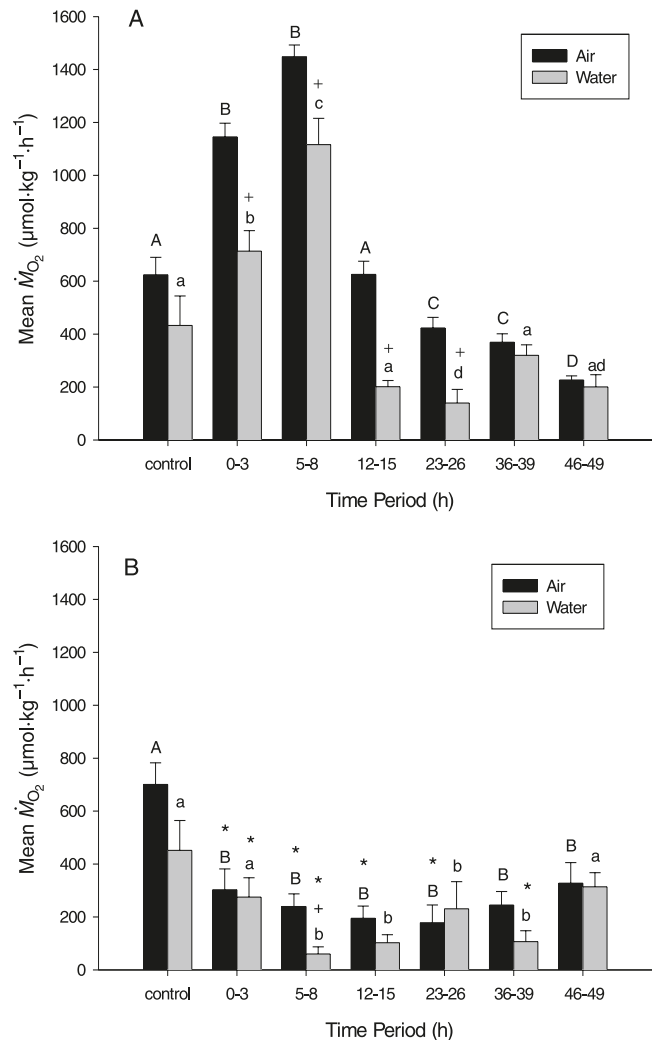 A
Air
Water
Mean ṀO₂ (µmol·kg⁻¹·h⁻¹)
1600
1400
1200
1000
800
600
400
200
0
A
a
B
+
b
B
+
c
A
+
a
C
+
d
C
a
D
ad
control 0-3 5-8 12-15 23-26 36-39 46-49
Time Period (h)
B
Air
Water
Mean ṀO₂ (µmol·kg⁻¹·h⁻¹)
1600
1400
1200
1000
800
600
400
200
0
A
a
*
B
*
a
*
B
*
+
b
*
B
b
*
B
b
B
*
b
B
a
control 0-3 5-8 12-15 23-26 36-39 46-49
Time Period (h)